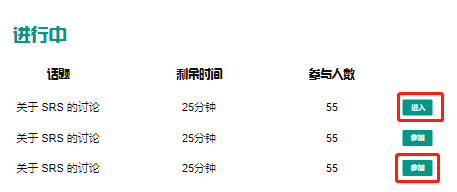 进行中
话题 剩余时间 参与人数
关于 SRS 的讨论 25分钟 55 进入
关于 SRS 的讨论 25分钟 55 参加
关于 SRS 的讨论 25分钟 55 参加